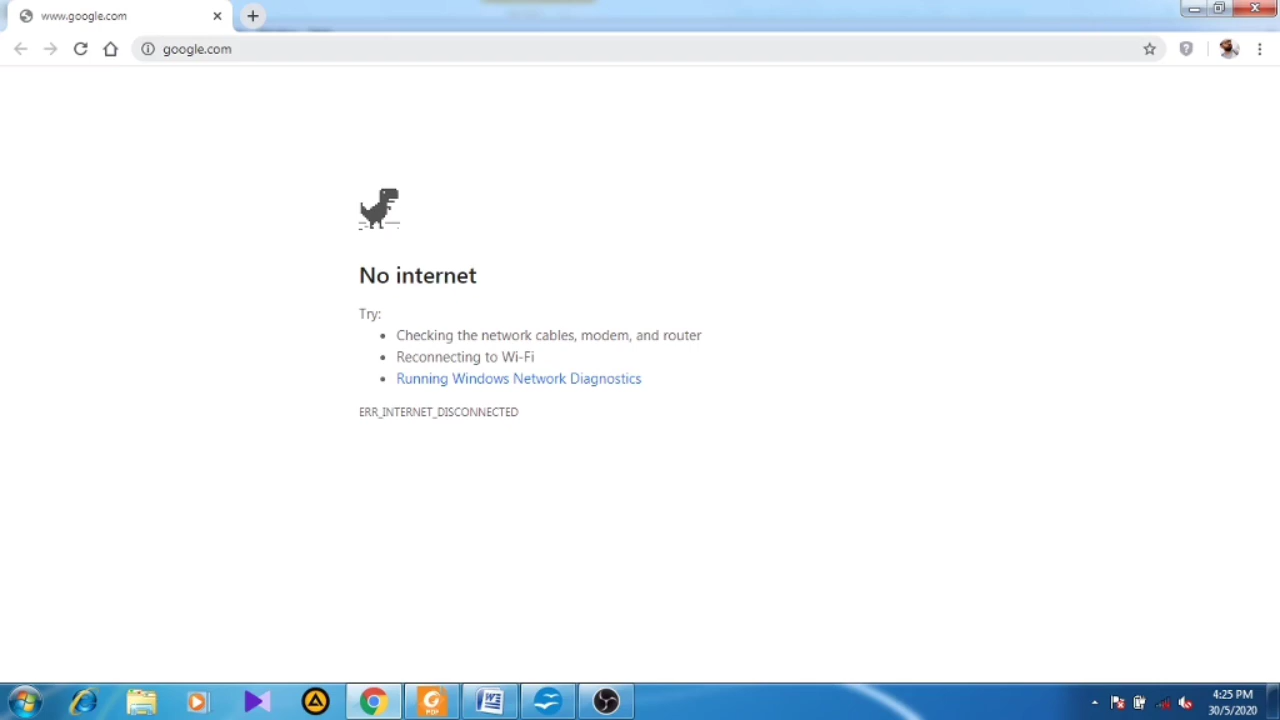 www.google.com
google.com
No internet
Try:
Checking the network cables, modem, and router
Reconnecting to Wi-Fi
Running Windows Network Diagnostics
ERR_INTERNET_DISCONNECTED
PDF
W
4:25 PM
30/5/2020